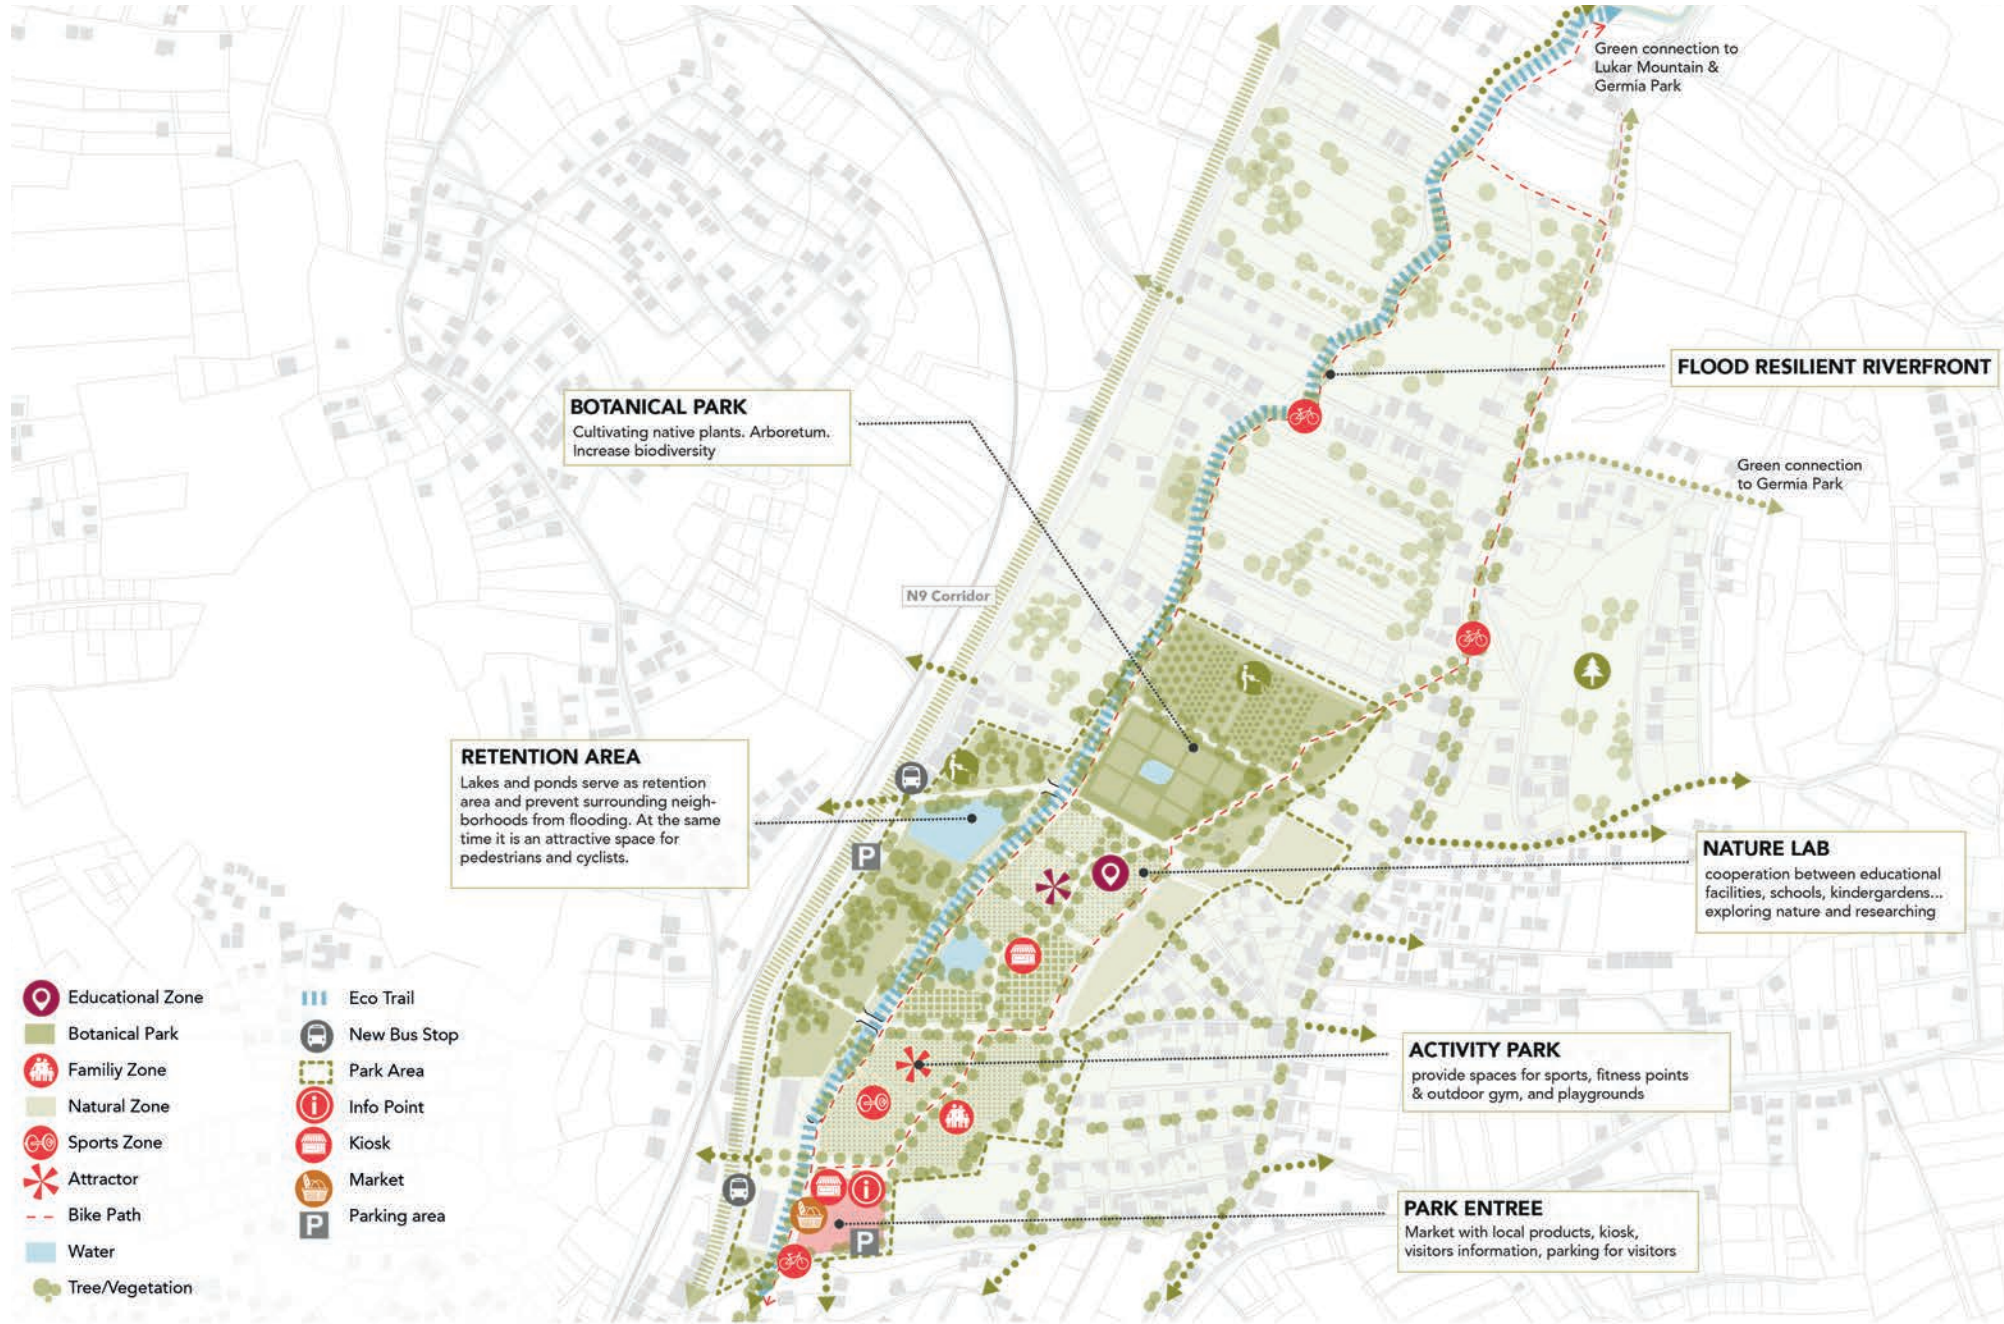 Green connection to
Lukar Mountain &
Germia Park
FLOOD RESILIENT RIVERFRONT
BOTANICAL PARK
Cultivating native plants. Arboretum.
Increase biodiversity
Green connection
to Germia Park
N9 Corridor
RETENTION AREA
Lakes and ponds serve as retention
area and prevent surrounding neigh-
borhoods from flooding. At the same
time it is an attractive space for
pedestrians and cyclists.
P
NATURE LAB
cooperation between educational
facilities, schools, kindergardens...
exploring nature and researching
ACTIVITY PARK
provide spaces for sports, fitness points
& outdoor gym, and playgrounds
PARK ENTREE
Market with local products, kiosk,
visitors information, parking for visitors
i
P
Educational Zone
Botanical Park
Familiy Zone
Natural Zone
Sports Zone
Attractor
Bike Path
Water
Tree/Vegetation
Eco Trail
New Bus Stop
Park Area
i Info Point
Kiosk
Market
P Parking area